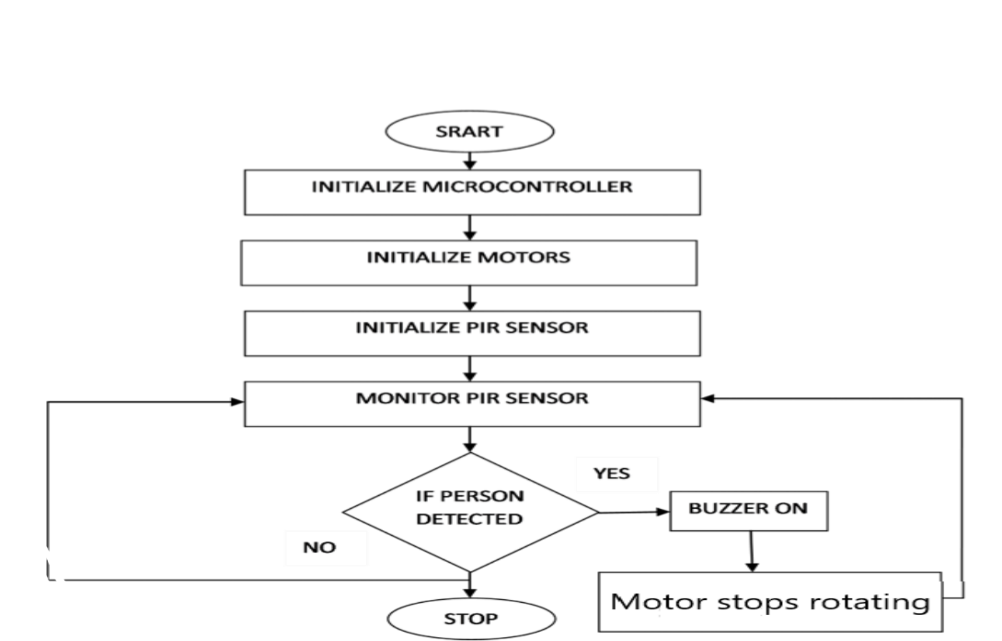 SRART
INITIALIZE MICROCONTROLLER
INITIALIZE MOTORS
INITIALIZE PIR SENSOR
MONITOR PIR SENSOR
YES
IF PERSON
DETECTED
BUZZER ON
NO
Motor stops rotating
STOP